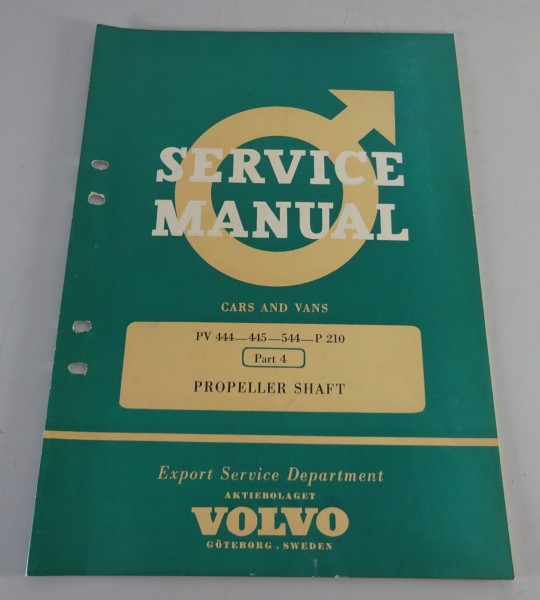 SERVICE
MANUAL
CARS AND VANS
PV 444—445—544—P 210
Part 4
PROPELLER SHAFT
Export Service Department
AKTIEBOLAGET
VOLVO
GÖTEBORG . SWEDEN